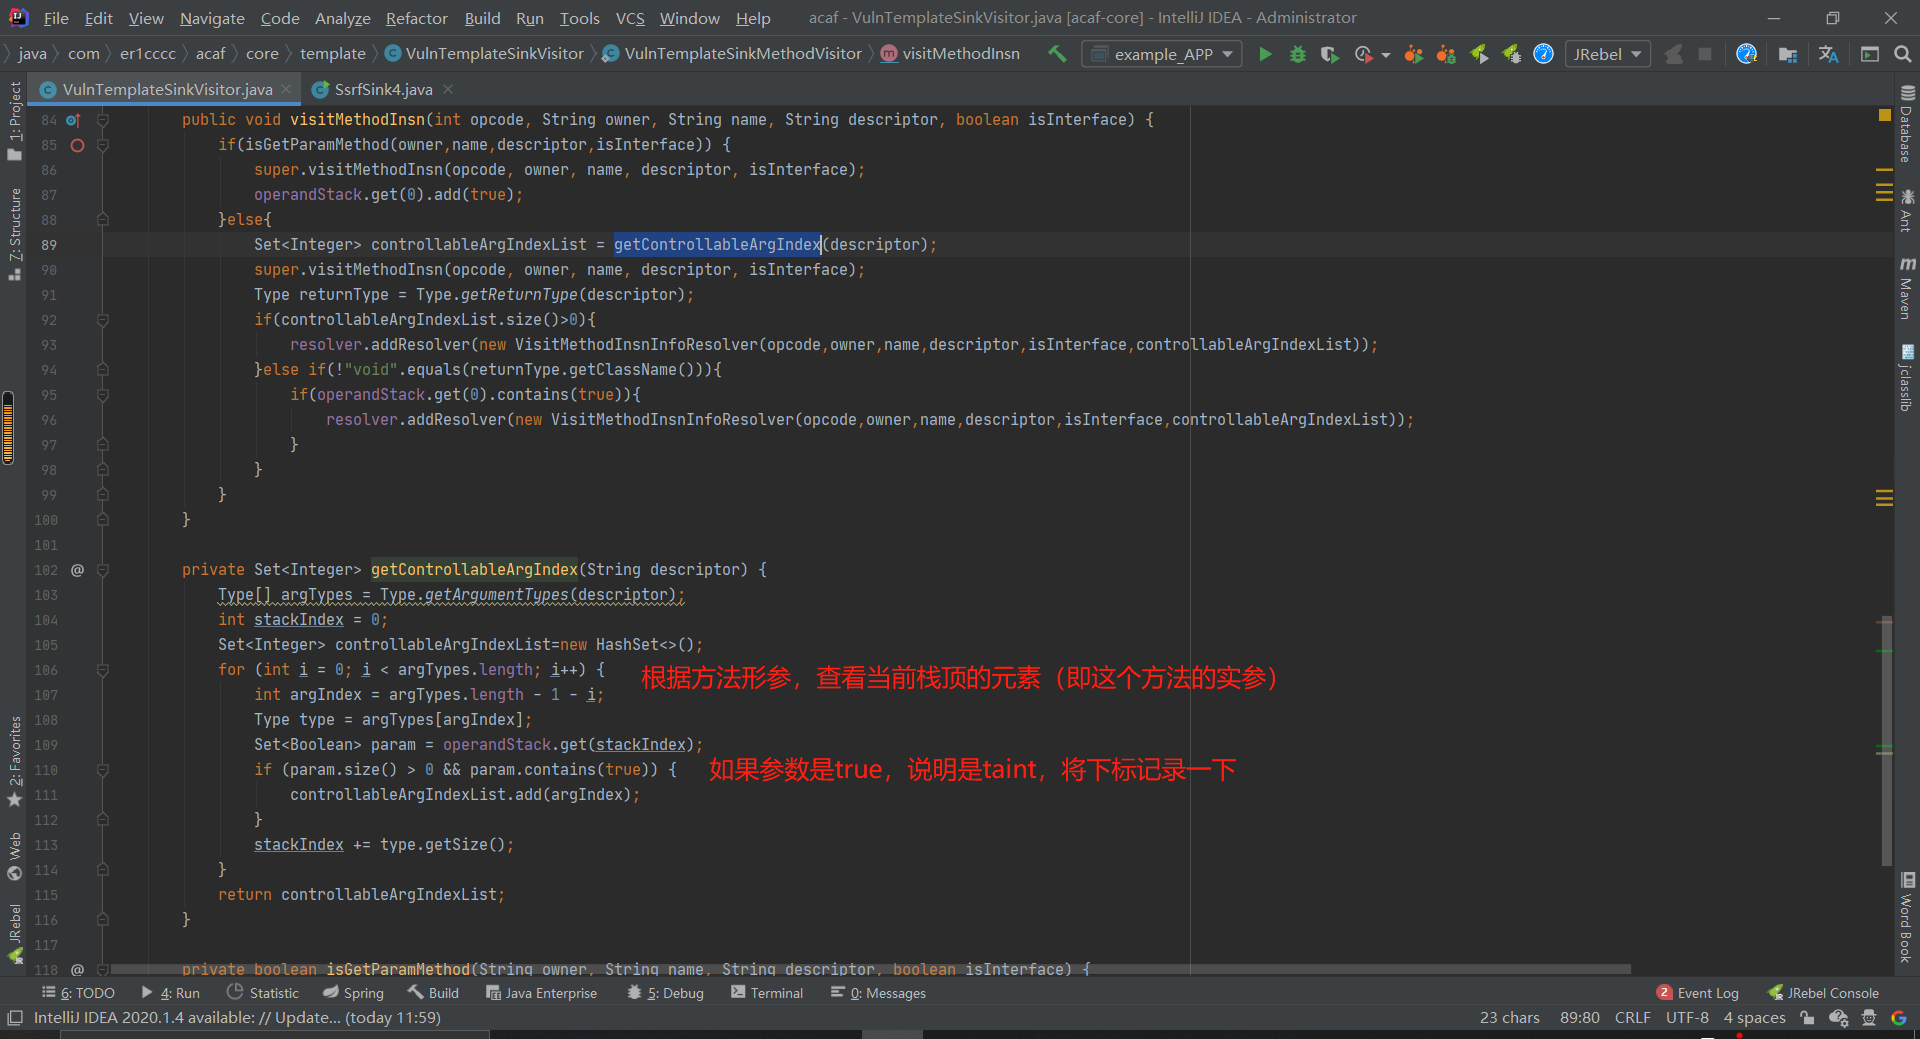 File Edit View Navigate Code Analyze Refactor Build Run Tools VCS Window Help acaf - VulnTemplateSinkVisitor.java [acaf-core] - IntelliJ IDEA - Administrator
java com er1cccc acaf core template VulnTemplateSinkVisitor VulnTemplateSinkMethodVisitor visitMethodInsn example_APP JRebel
VulnTemplateSinkVisitor.java SsrfSink4.java
84 public void visitMethodInsn(int opcode, String owner, String name, String descriptor, boolean isInterface) {
85 if(isGetParamMethod(owner,name,descriptor,isInterface)) {
86 super.visitMethodInsn(opcode, owner, name, descriptor, isInterface);
87 operandStack.get(0).add(true);
88 }else{
89 Set<Integer> controllableArgIndexList = getControllableArgIndex(descriptor);
90 super.visitMethodInsn(opcode, owner, name, descriptor, isInterface);
91 Type returnType = Type.getReturnType(descriptor);
92 if(controllableArgIndexList.size()>0){
93 resolver.addResolver(new VisitMethodInsnInfoResolver(opcode,owner,name,descriptor,isInterface,controllableArgIndexList));
94 }else if(!"void".equals(returnType.getClassName())){
95 if(operandStack.get(0).contains(true)){
96 resolver.addResolver(new VisitMethodInsnInfoResolver(opcode,owner,name,descriptor,isInterface,controllableArgIndexList));
97 }
98 }
99 }
100 }
101
102 @ private Set<Integer> getControllableArgIndex(String descriptor) {
103 Type[] argTypes = Type.getArgumentTypes(descriptor);
104 int stackIndex = 0;
105 Set<Integer> controllableArgIndexList=new HashSet<>();
106 for (int i = 0; i < argTypes.length; i++) {
根据方法形参，查看当前栈顶的元素（即这个方法的实参）
107 int argIndex = argTypes.length - 1 - i;
108 Type type = argTypes[argIndex];
109 Set<Boolean> param = operandStack.get(stackIndex);
110 if (param.size() > 0 && param.contains(true)) { 如果参数是true，说明是taint，将下标记录一下
111 controllableArgIndexList.add(argIndex);
112 }
113 stackIndex += type.getSize();
114 }
115 return controllableArgIndexList;
116 }
117
118 @ private boolean isGetParamMethod(String owner, String name, String descriptor, boolean isInterface) {
1: Project
7: Structure
2: Favorites
Web
JRebel
Database
Ant
Maven
jclasslib
Word Book
6: TODO 4: Run Statistic Spring Build Java Enterprise 5: Debug Terminal 0: Messages 2 Event Log JRebel Console
IntelliJ IDEA 2020.1.4 available: // Update... (today 11:59) 23 chars 89:80 CRLF UTF-8 4 spaces